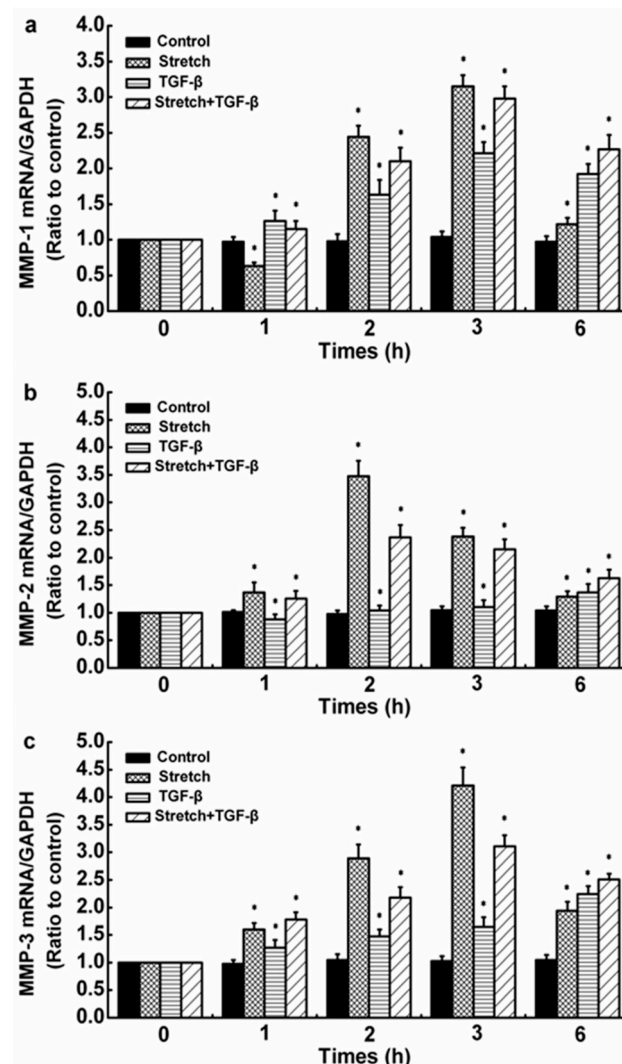 a
MMP-1 mRNA/GAPDH
(Ratio to control)
4.0
3.5
3.0
2.5
2.0
1.5
1.0
0.5
0.0
Control
Stretch
TGF-β
Stretch+TGF-β
* * * * * * * * * * * *
0 1 2 3 6
Times (h)
b
MMP-2 mRNA/GAPDH
(Ratio to control)
5.0
4.5
4.0
3.5
3.0
2.5
2.0
1.5
1.0
0.5
0.0
Control
Stretch
TGF-β
Stretch+TGF-β
* * * * * * * * * * * *
0 1 2 3 6
Times (h)
c
MMP-3 mRNA/GAPDH
(Ratio to control)
5.0
4.5
4.0
3.5
3.0
2.5
2.0
1.5
1.0
0.5
0.0
Control
Stretch
TGF-β
Stretch+TGF-β
* * * * * * * * * * * *
0 1 2 3 6
Times (h)